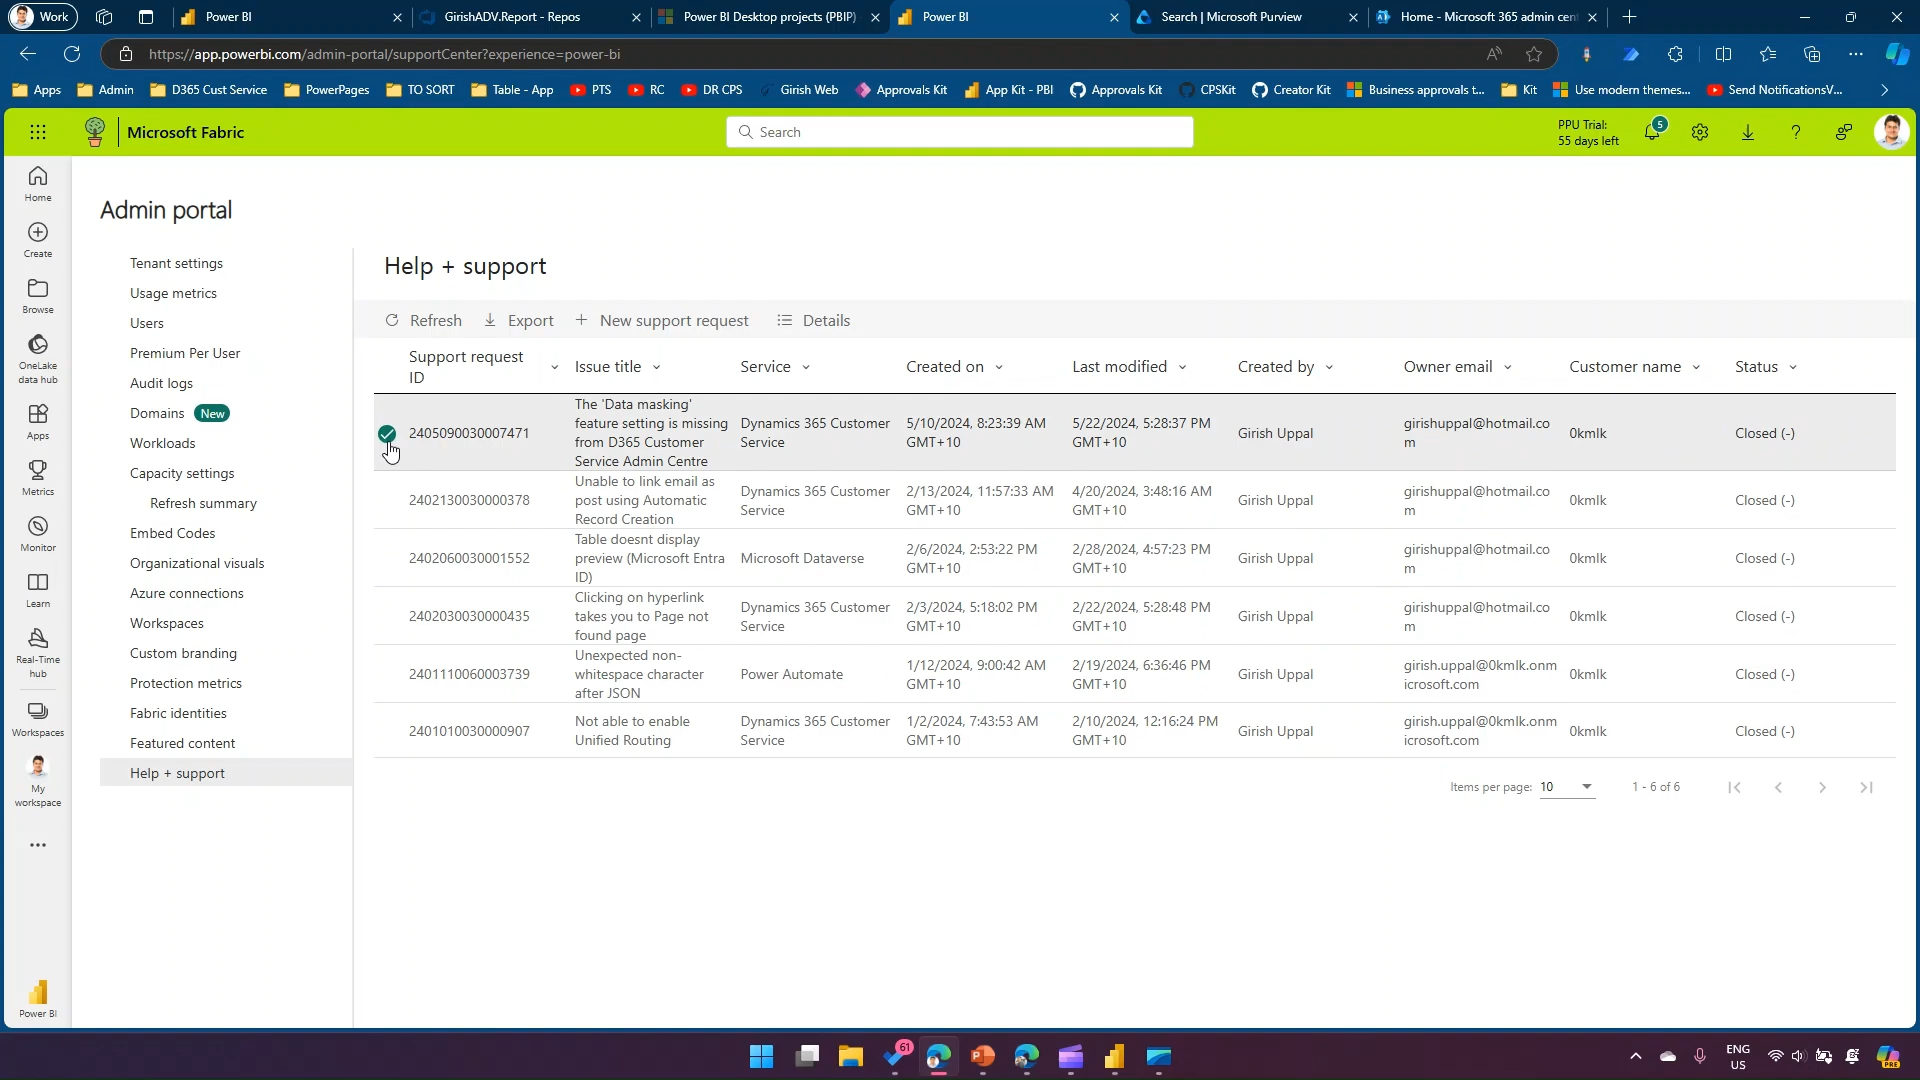 Work
Power BI
GirishADV.Report - Repos
Power BI Desktop projects (PBIP)
Power BI
Search | Microsoft Purview
Home - Microsoft 365 admin cen
https://app.powerbi.com/admin-portal/supportCenter?experience=power-bi
Apps
Admin
D365 Cust Service
PowerPages
TO SORT
Table - App
PTS
RC
DR CPS
Girish Web
Approvals Kit
App Kit - PBI
Approvals Kit
CPSKit
Creator Kit
Business approvals t...
Kit
Use modern themes...
Send NotificationsV...
Microsoft Fabric
Search
PPU Trial:
55 days left
5
Home
Create
Browse
OneLake
data hub
Apps
Metrics
Monitor
Learn
Real-Time
hub
Workspaces
My
workspace
Power BI
Admin portal
Tenant settings
Usage metrics
Users
Premium Per User
Audit logs
Domains New
Workloads
Capacity settings
Refresh summary
Embed Codes
Organizational visuals
Azure connections
Workspaces
Custom branding
Protection metrics
Fabric identities
Featured content
Help + support
Help + support
Refresh
Export
New support request
Details
Support request
ID
Issue title
Service
Created on
Last modified
Created by
Owner email
Customer name
Status
2405090030007471
The 'Data masking'
feature setting is missing
from D365 Customer
Service Admin Centre
Dynamics 365 Customer
Service
5/10/2024, 8:23:39 AM
GMT+10
5/22/2024, 5:28:37 PM
GMT+10
Girish Uppal
girishuppal@hotmail.co
m
0kmlk
Closed (-)
2402130030000378
Unable to link email as
post using Automatic
Record Creation
Dynamics 365 Customer
Service
2/13/2024, 11:57:33 AM
GMT+10
4/20/2024, 3:48:16 AM
GMT+10
Girish Uppal
girishuppal@hotmail.co
m
0kmlk
Closed (-)
2402060030001552
Table doesnt display
preview (Microsoft Entra
ID)
Microsoft Dataverse
2/6/2024, 2:53:22 PM
GMT+10
2/28/2024, 4:57:23 PM
GMT+10
Girish Uppal
girishuppal@hotmail.co
m
0kmlk
Closed (-)
2402030030000435
Clicking on hyperlink
takes you to Page not
found page
Dynamics 365 Customer
Service
2/3/2024, 5:18:02 PM
GMT+10
2/22/2024, 5:28:48 PM
GMT+10
Girish Uppal
girishuppal@hotmail.co
m
0kmlk
Closed (-)
2401110060003739
Unexpected non-
whitespace character
after JSON
Power Automate
1/12/2024, 9:00:42 AM
GMT+10
2/19/2024, 6:36:46 PM
GMT+10
Girish Uppal
girish.uppal@0kmlk.onm
icrosoft.com
0kmlk
Closed (-)
2401010030000907
Not able to enable
Unified Routing
Dynamics 365 Customer
Service
1/2/2024, 7:43:53 AM
GMT+10
2/10/2024, 12:16:24 PM
GMT+10
Girish Uppal
girish.uppal@0kmlk.onm
icrosoft.com
0kmlk
Closed (-)
Items per page: 10
1 - 6 of 6
61
ENG
US
PRE